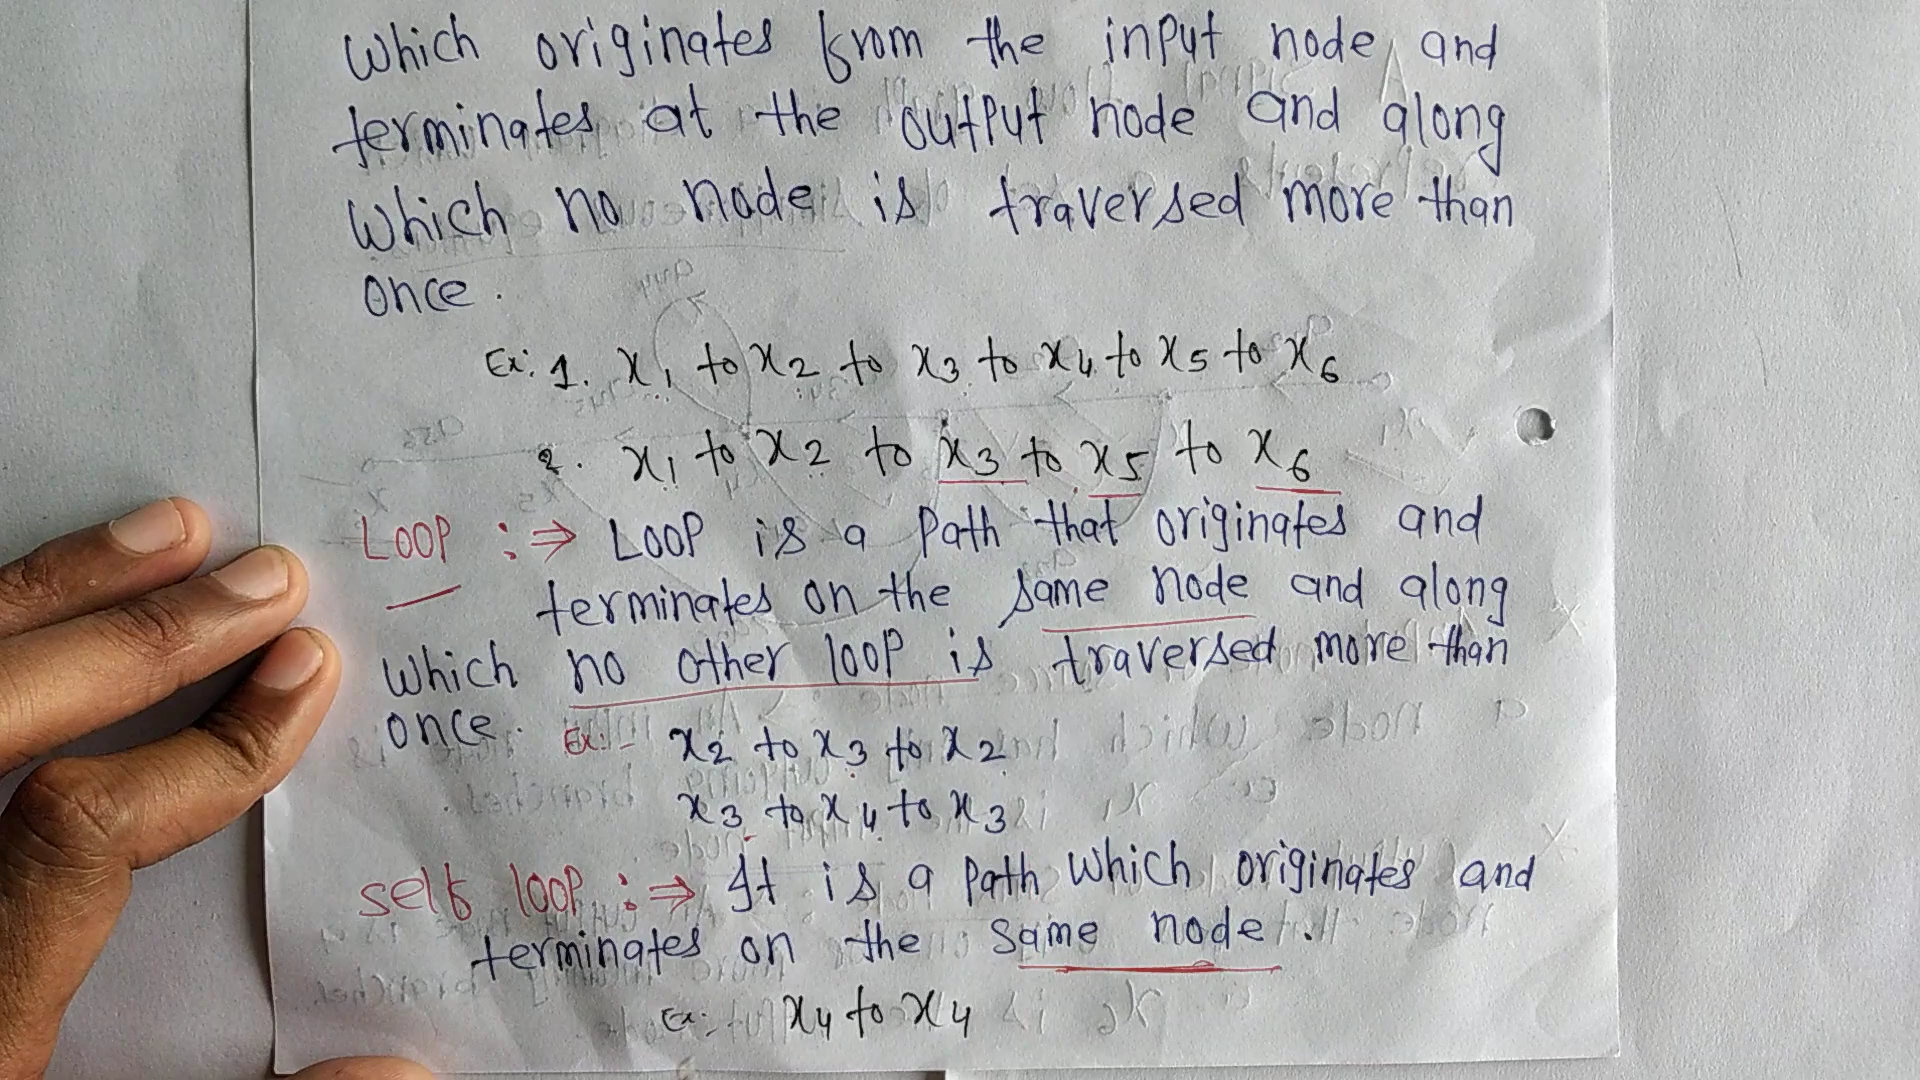 which originates from the input node and
terminates at the output node and along
which no node is traversed more than
once.
Ex: 1. x1 to x2 to x3 to x4 to x5 to x6
2. x1 to x2 to x3 to x5 to x6
LOOP :⇒ LOOP is a path that originates and
terminates on the same node and along
which no other loop is traversed more than
once. Ex:- x2 to x3 to x2
x3 to x4 to x3
self loop :⇒ It is a path which originates and
terminates on the same node.
Ex:- x4 to x4